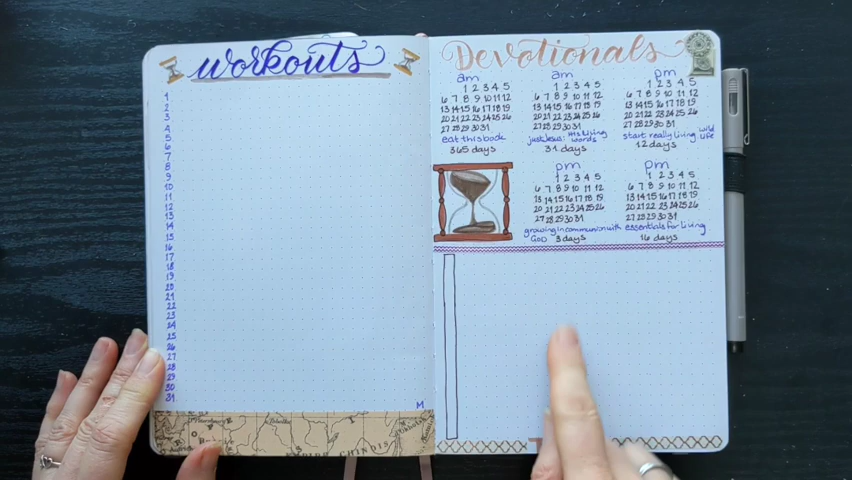 workouts
1
2
3
4
5
6
7
8
9
10
11
12
13
14
15
16
17
18
19
20
21
22
23
24
25
26
27
28
29
30
31
M
Devotionals
am
1 2 3 4 5
6 7 8 9 10 11 12
13 14 15 16 17 18 19
20 21 22 23 24 25 26
27 28 29 30 31
eat this book
365 days
am
1 2 3 4 5
6 7 8 9 10 11 12
13 14 15 16 17 18 19
20 21 22 23 24 25 26
27 28 29 30 31
just Jesus: His living
words
31 days
pm
1 2 3 4 5
6 7 8 9 10 11 12
13 14 15 16 17 18 19
20 21 22 23 24 25 26
27 28 29 30 31
start really living wild
life
12 days
pm
1 2 3 4 5
6 7 8 9 10 11 12
13 14 15 16 17 18 19
20 21 22 23 24 25 26
27 28 29 30 31
growing in communion with
GOD 3 days
pm
1 2 3 4 5
6 7 8 9 10 11 12
13 14 15 16 17 18 19
20 21 22 23 24 25 26
27 28 29 30 31
essentials for living
16 days